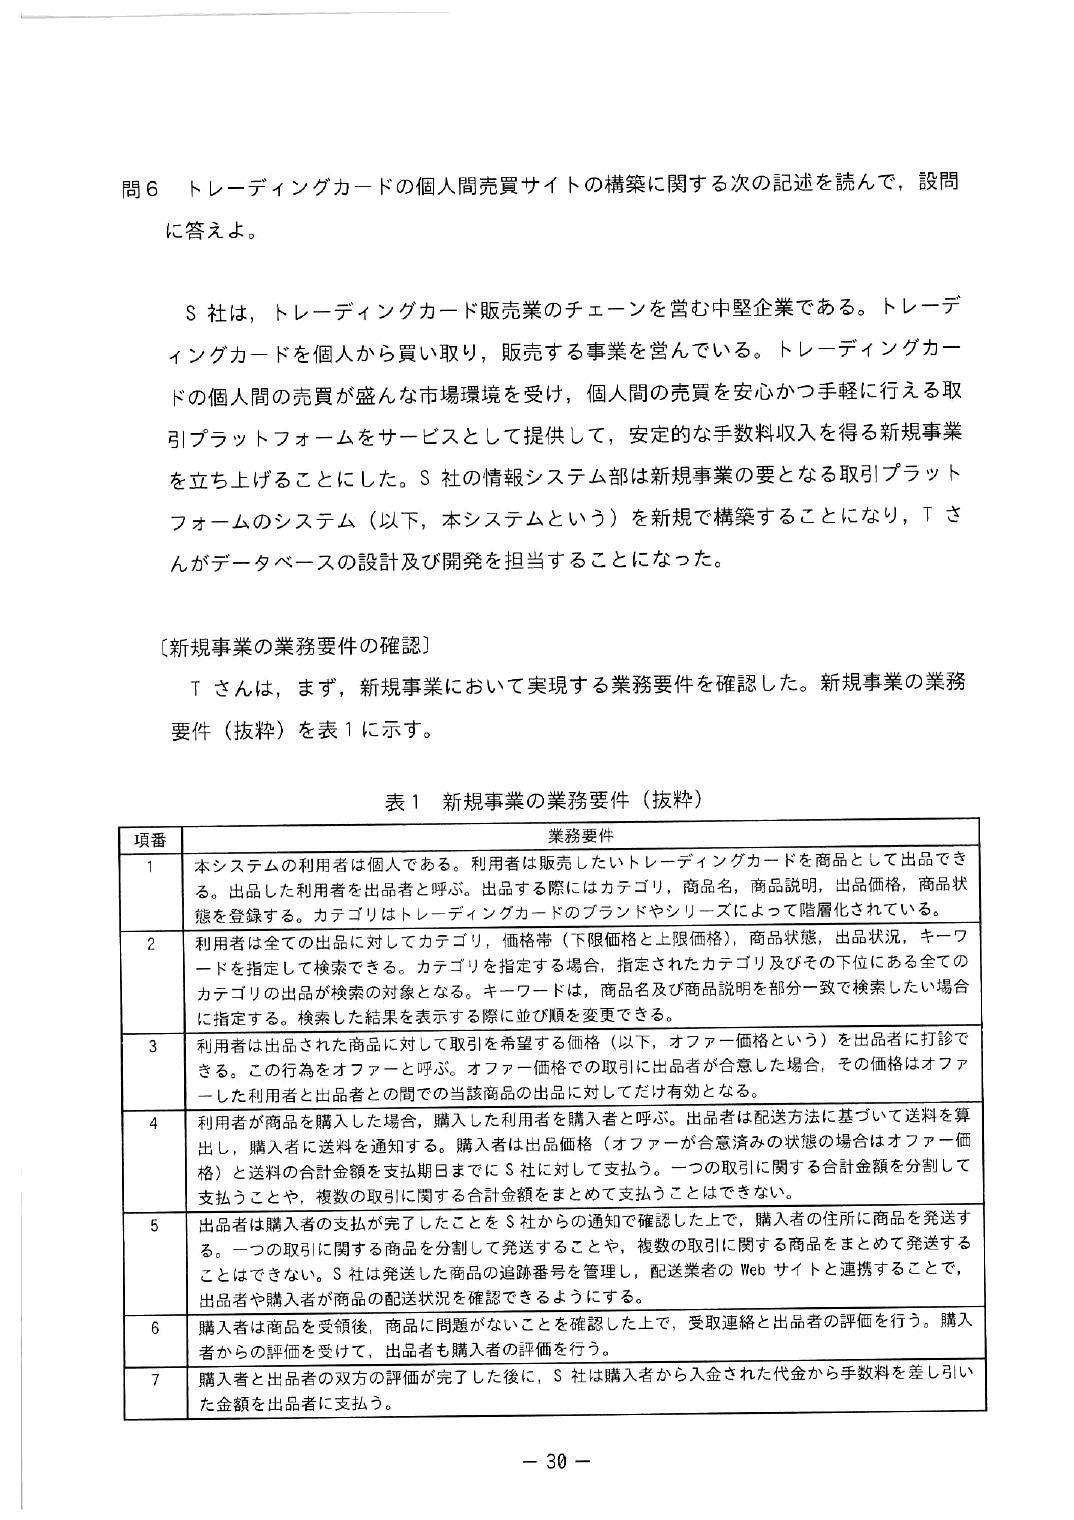 問6 トレーディングカードの個人間売買サイトの構築に関する次の記述を読んで，設問
に答えよ。
S 社は，トレーディングカード販売業のチェーンを営む中堅企業である。トレーデ
ィングカードを個人から買い取り，販売する事業を営んでいる。トレーディングカー
ドの個人間の売買が盛んな市場環境を受け，個人間の売買を安心かつ手軽に行える取
引プラットフォームをサービスとして提供して，安定的な手数料収入を得る新規事業
を立ち上げることにした。S 社の情報システム部は新規事業の要となる取引プラット
フォームのシステム（以下，本システムという）を新規で構築することになり，T さ
んがデータベースの設計及び開発を担当することになった。
〔新規事業の業務要件の確認〕
T さんは，まず，新規事業において実現する業務要件を確認した。新規事業の業務
要件（抜粋）を表1に示す。
表1 新規事業の業務要件（抜粋）
項番 業務要件
1 本システムの利用者は個人である。利用者は販売したいトレーディングカードを商品として出品でき
る。出品した利用者を出品者と呼ぶ。出品する際にはカテゴリ，商品名，商品説明，出品価格，商品状
態を登録する。カテゴリはトレーディングカードのブランドやシリーズによって階層化されている。
2 利用者は全ての出品に対してカテゴリ，価格帯（下限価格と上限価格），商品状態，出品状況，キーワ
ードを指定して検索できる。カテゴリを指定する場合，指定されたカテゴリ及びその下位にある全ての
カテゴリの出品が検索の対象となる。キーワードは，商品名及び商品説明を部分一致で検索したい場合
に指定する。検索した結果を表示する際に並び順を変更できる。
3 利用者は出品された商品に対して取引を希望する価格（以下，オファー価格という）を出品者に打診で
きる。この行為をオファーと呼ぶ。オファー価格での取引に出品者が合意した場合，その価格はオファ
ーした利用者と出品者との間での当該商品の出品に対してだけ有効となる。
4 利用者が商品を購入した場合，購入した利用者を購入者と呼ぶ。出品者は配送方法に基づいて送料を算
出し，購入者に送料を通知する。購入者は出品価格（オファーが合意済みの状態の場合はオファー価
格）と送料の合計金額を支払期日までにS社に対して支払う。一つの取引に関する合計金額を分割して
支払うことや，複数の取引に関する合計金額をまとめて支払うことはできない。
5 出品者は購入者の支払が完了したことをS社からの通知で確認した上で，購入者の住所に商品を発送す
る。一つの取引に関する商品を分割して発送することや，複数の取引に関する商品をまとめて発送する
ことはできない。S社は発送した商品の追跡番号を管理し，配送業者の Web サイトと連携することで，
出品者や購入者が商品の配送状況を確認できるようにする。
6 購入者は商品を受領後，商品に問題がないことを確認した上で，受取連絡と出品者の評価を行う。購入
者からの評価を受けて，出品者も購入者の評価を行う。
7 購入者と出品者の双方の評価が完了した後に，S社は購入者から入金された代金から手数料を差し引い
た金額を出品者に支払う。
－ 30 －